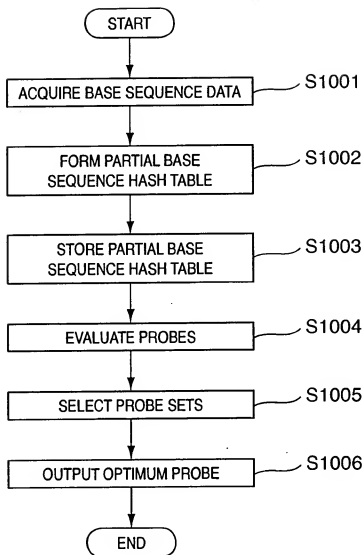 START
ACQUIRE BASE SEQUENCE DATA
S1001
FORM PARTIAL BASE
SEQUENCE HASH TABLE
S1002
STORE PARTIAL BASE
SEQUENCE HASH TABLE
S1003
EVALUATE PROBES
S1004
SELECT PROBE SETS
S1005
OUTPUT OPTIMUM PROBE
S1006
END